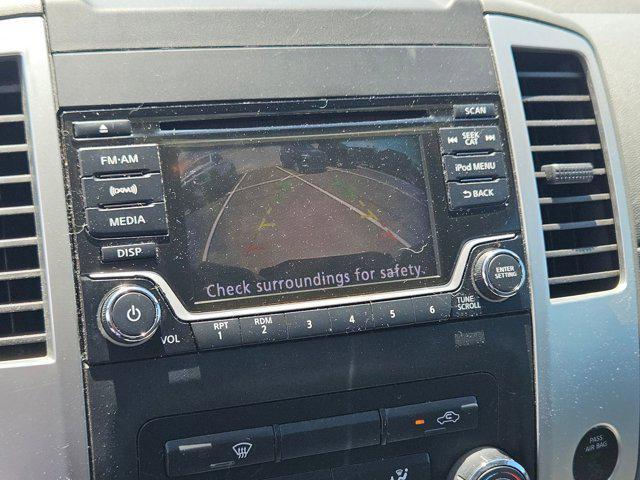 SCAN
FM·AM
SEEK
CAT
((XM))
iPod MENU
MEDIA
BACK
DISP
Check surroundings for safety.
ENTER
SETTING
TUNE
SCROLL
VOL
RPT
1
RDM
2
3
4
5
6
PASS
AIR BAG